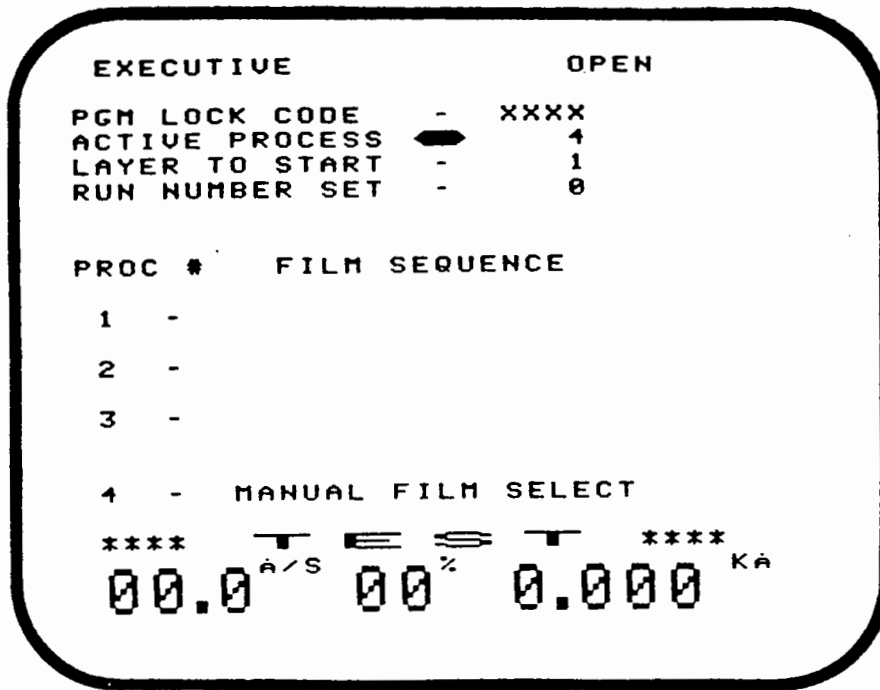 EXECUTIVE OPEN
PGM LOCK CODE - XXXX
ACTIVE PROCESS 4
LAYER TO START - 1
RUN NUMBER SET - 0
PROC # FILM SEQUENCE
1 -
2 -
3 -
4 - MANUAL FILM SELECT
**** T E S T ****
00.0 Å/S 00 % 0.000 KÅ